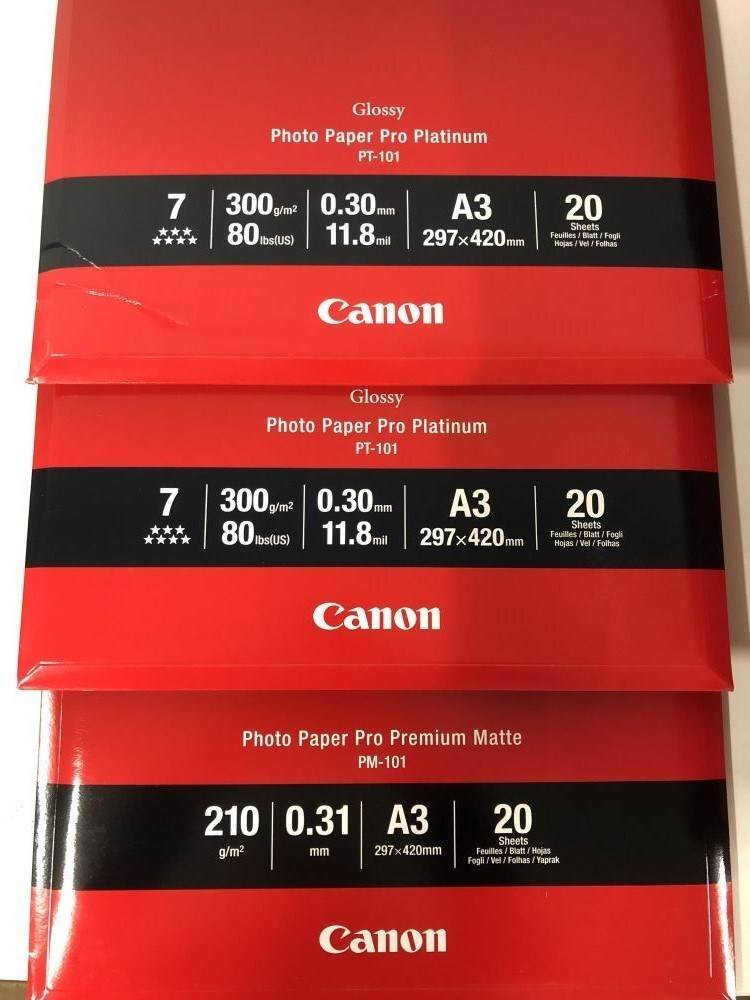 Glossy
Photo Paper Pro Platinum
PT-101
7 300g/m² 0.30mm A3 20
★★★ 80lbs(US) 11.8mil 297×420mm Sheets
★★★★ Feuilles / Blatt / Fogli
Hojas / Vel / Folhas
Canon
Glossy
Photo Paper Pro Platinum
PT-101
7 300g/m² 0.30mm A3 20
★★★ 80lbs(US) 11.8mil 297×420mm Sheets
★★★★ Feuilles / Blatt / Fogli
Hojas / Vel / Folhas
Canon
Photo Paper Pro Premium Matte
PM-101
210 0.31 A3 20
g/m² mm 297×420mm Sheets
Feuilles / Blatt / Hojas
Fogli / Vel / Folhas / Yaprak
Canon